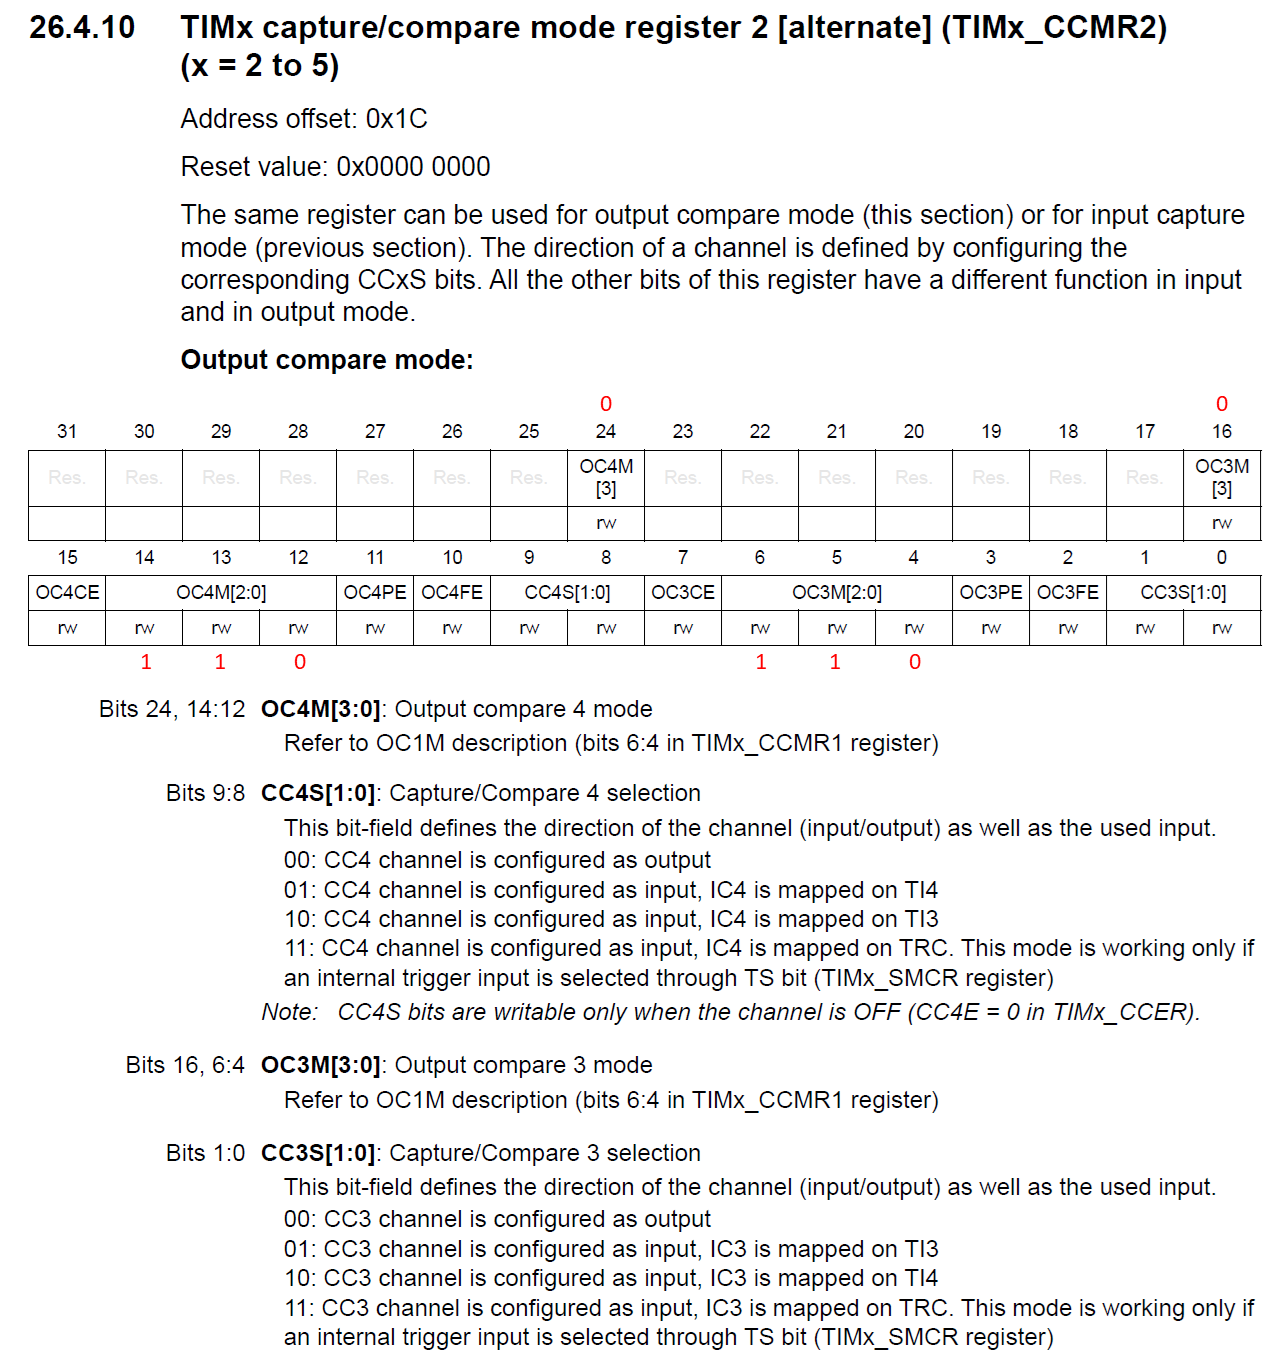 26.4.10 TIMx capture/compare mode register 2 [alternate] (TIMx_CCMR2)
(x = 2 to 5)
Address offset: 0x1C
Reset value: 0x0000 0000
The same register can be used for output compare mode (this section) or for input capture
mode (previous section). The direction of a channel is defined by configuring the
corresponding CCxS bits. All the other bits of this register have a different function in input
and in output mode.
Output compare mode:
0 0
31 30 29 28 27 26 25 24 23 22 21 20 19 18 17 16
Res. Res. Res. Res. Res. Res. Res. OC4M [3] Res. Res. Res. Res. Res. Res. Res. OC3M [3]
rw rw
15 14 13 12 11 10 9 8 7 6 5 4 3 2 1 0
OC4CE OC4M[2:0] OC4PE OC4FE CC4S[1:0] OC3CE OC3M[2:0] OC3PE OC3FE CC3S[1:0]
rw rw rw rw rw rw rw rw rw rw rw rw rw rw rw rw
1 1 0 1 1 0
Bits 24, 14:12 OC4M[3:0]: Output compare 4 mode
Refer to OC1M description (bits 6:4 in TIMx_CCMR1 register)
Bits 9:8 CC4S[1:0]: Capture/Compare 4 selection
This bit-field defines the direction of the channel (input/output) as well as the used input.
00: CC4 channel is configured as output
01: CC4 channel is configured as input, IC4 is mapped on TI4
10: CC4 channel is configured as input, IC4 is mapped on TI3
11: CC4 channel is configured as input, IC4 is mapped on TRC. This mode is working only if
an internal trigger input is selected through TS bit (TIMx_SMCR register)
Note: CC4S bits are writable only when the channel is OFF (CC4E = 0 in TIMx_CCER).
Bits 16, 6:4 OC3M[3:0]: Output compare 3 mode
Refer to OC1M description (bits 6:4 in TIMx_CCMR1 register)
Bits 1:0 CC3S[1:0]: Capture/Compare 3 selection
This bit-field defines the direction of the channel (input/output) as well as the used input.
00: CC3 channel is configured as output
01: CC3 channel is configured as input, IC3 is mapped on TI3
10: CC3 channel is configured as input, IC3 is mapped on TI4
11: CC3 channel is configured as input, IC3 is mapped on TRC. This mode is working only if
an internal trigger input is selected through TS bit (TIMx_SMCR register)